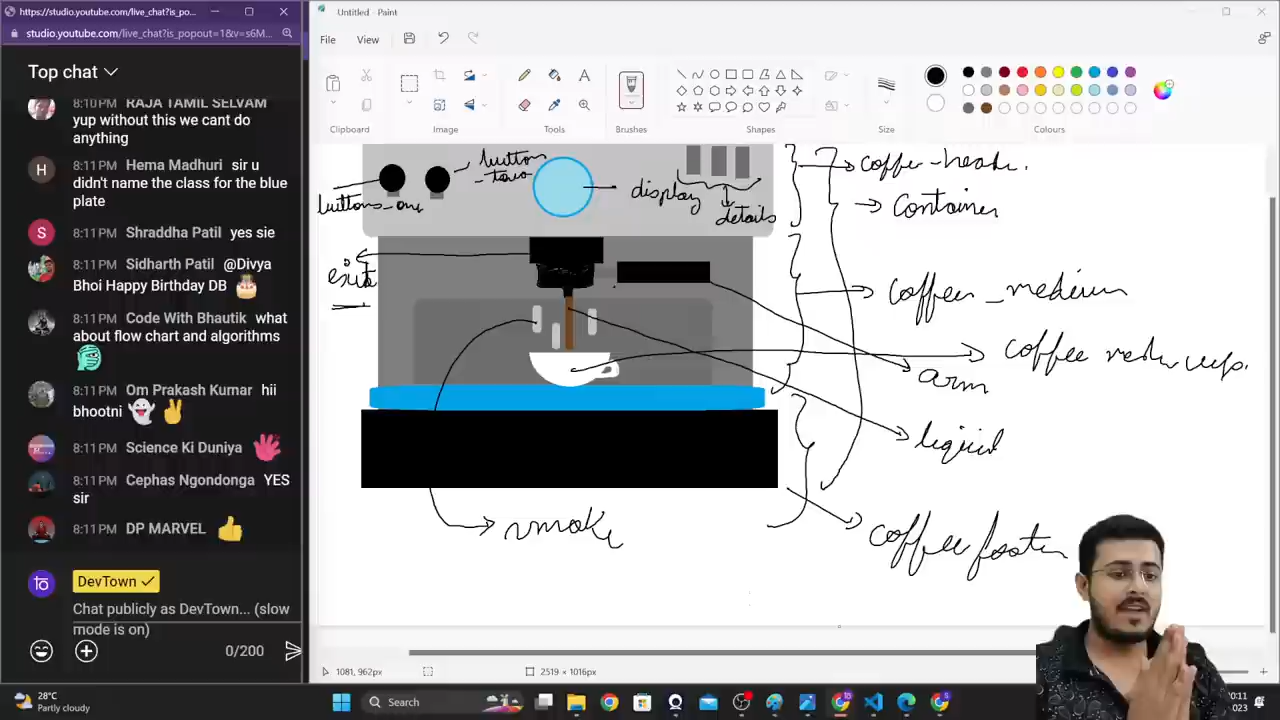 https://studio.youtube.com/live_chat?is_po...
studio.youtube.com/live_chat?is_popout=1&v=s6M...
Top chat
8:10PM RAJA TAMIL SELVAM
yup without this we cant do
anything
8:11PM Hema Madhuri sir u
didn't name the class for the blue
plate
8:11PM Shraddha Patil yes sie
8:11PM Sidharth Patil @Divya
Bhoi Happy Birthday DB
8:11PM Code With Bhautik what
about flow chart and algorithms
8:11PM Om Prakash Kumar hii
bhootni
8:11PM Science Ki Duniya
8:11PM Cephas Ngondonga YES
sir
8:11PM DP MARVEL
DevTown
Chat publicly as DevTown... (slow
mode is on)
0/200
Untitled - Paint
File View
Clipboard Image Tools Brushes Shapes Size Colours
button
display
details
container
exit
arm
liquid
smoke
coffee footer
1081, 962px
2519 × 1016px
28°C
Partly cloudy
Search